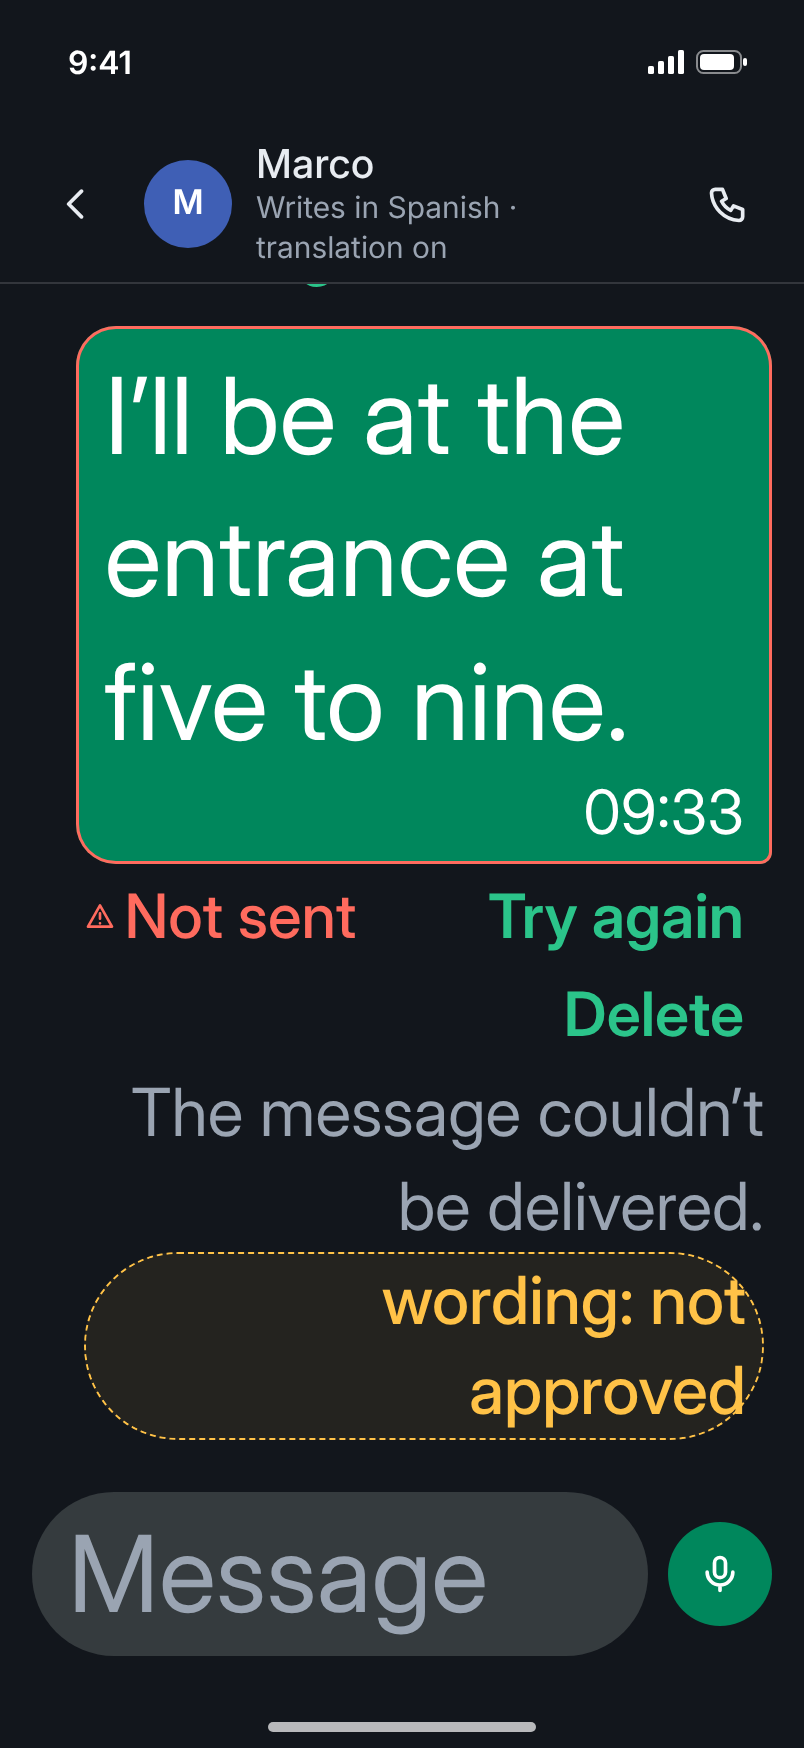 9:41
M
Marco
Writes in Spanish ·
translation on
I’ll be at the
entrance at
five to nine.
09:33
Not sent
Try again
Delete
The message couldn’t
be delivered.
wording: not
approved
Message